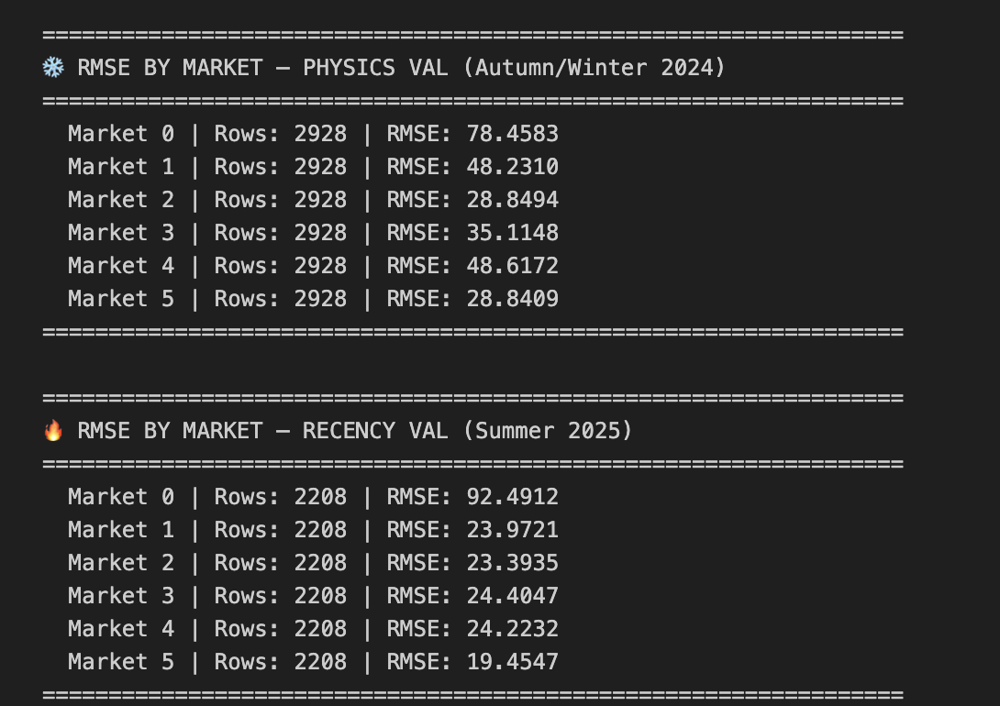 =================================================================
❄️ RMSE BY MARKET — PHYSICS VAL (Autumn/Winter 2024)
=================================================================
Market 0 | Rows: 2928 | RMSE: 78.4583
Market 1 | Rows: 2928 | RMSE: 48.2310
Market 2 | Rows: 2928 | RMSE: 28.8494
Market 3 | Rows: 2928 | RMSE: 35.1148
Market 4 | Rows: 2928 | RMSE: 48.6172
Market 5 | Rows: 2928 | RMSE: 28.8409
=================================================================
=================================================================
🔥 RMSE BY MARKET — RECENCY VAL (Summer 2025)
=================================================================
Market 0 | Rows: 2208 | RMSE: 92.4912
Market 1 | Rows: 2208 | RMSE: 23.9721
Market 2 | Rows: 2208 | RMSE: 23.3935
Market 3 | Rows: 2208 | RMSE: 24.4047
Market 4 | Rows: 2208 | RMSE: 24.2232
Market 5 | Rows: 2208 | RMSE: 19.4547
=================================================================